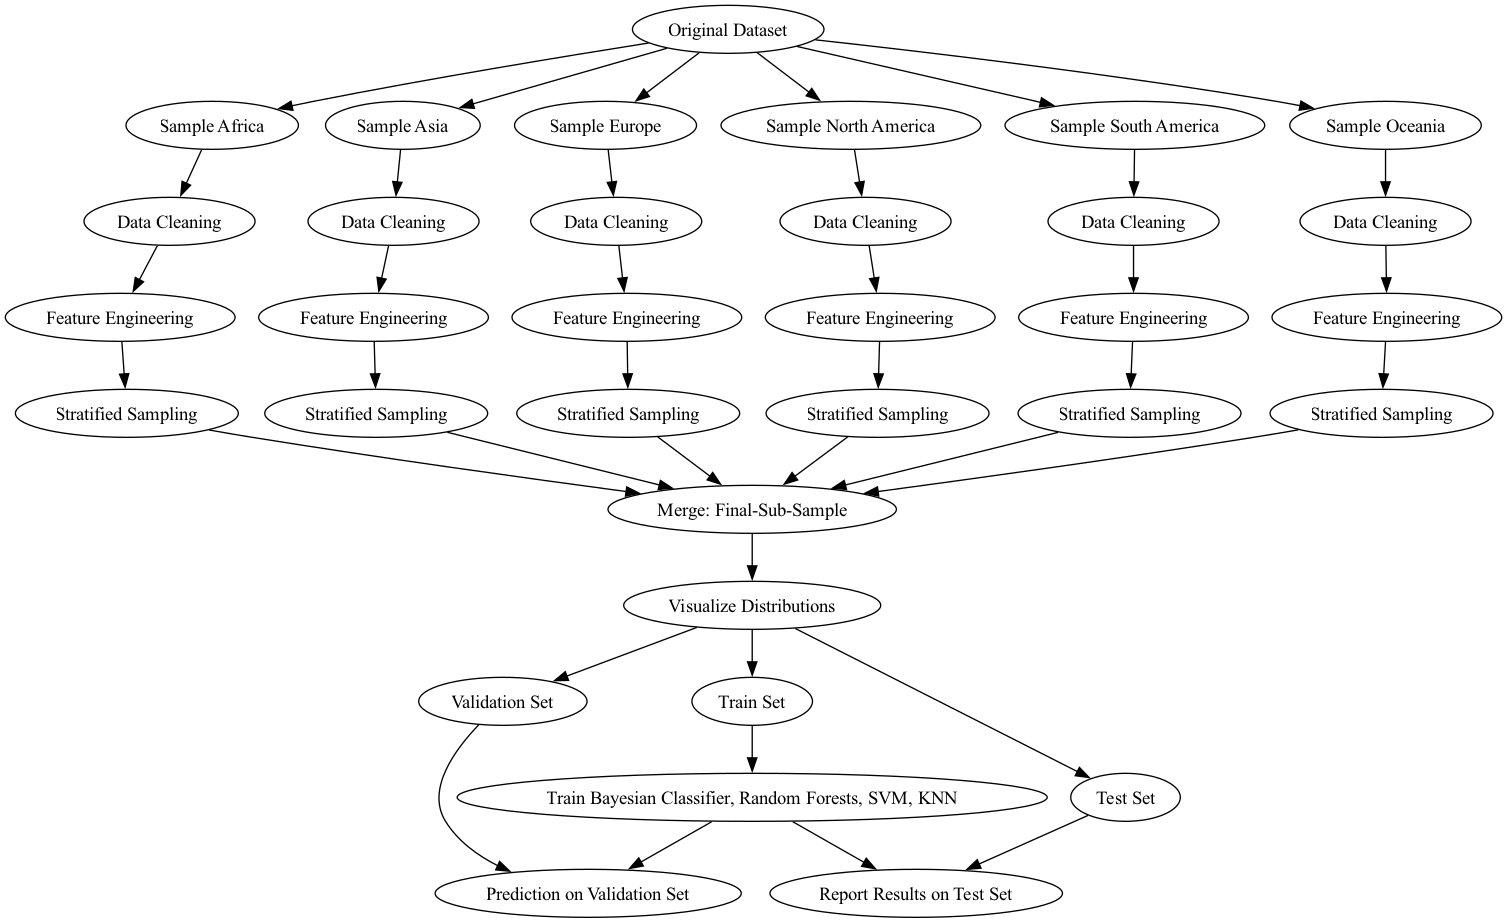 Original Dataset
Sample Africa
Sample Asia
Sample Europe
Sample North America
Sample South America
Sample Oceania
Data Cleaning
Data Cleaning
Data Cleaning
Data Cleaning
Data Cleaning
Data Cleaning
Feature Engineering
Feature Engineering
Feature Engineering
Feature Engineering
Feature Engineering
Feature Engineering
Stratified Sampling
Stratified Sampling
Stratified Sampling
Stratified Sampling
Stratified Sampling
Stratified Sampling
Merge: Final-Sub-Sample
Visualize Distributions
Validation Set
Train Set
Train Bayesian Classifier, Random Forests, SVM, KNN
Test Set
Prediction on Validation Set
Report Results on Test Set